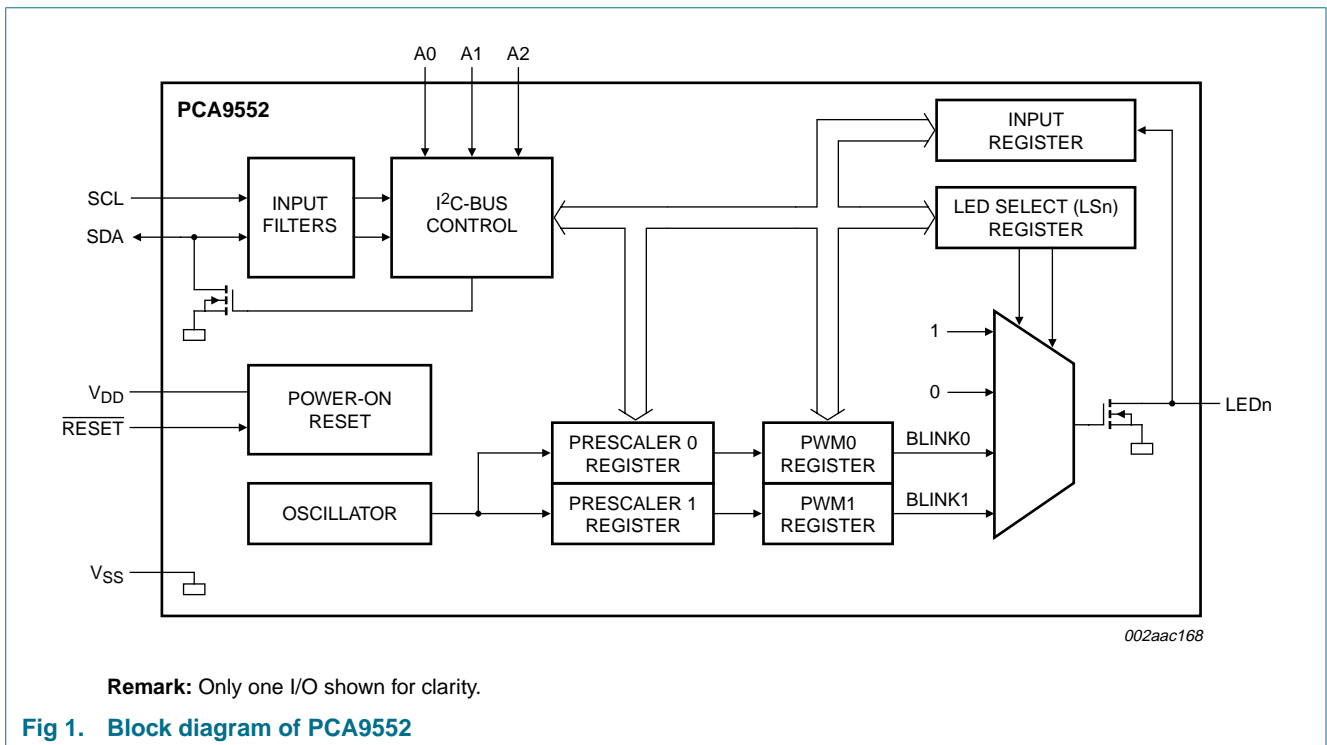 A0 A1 A2
PCA9552
INPUT
REGISTER
SCL
SDA
INPUT
FILTERS
I2C-BUS
CONTROL
LED SELECT (LSn)
REGISTER
1
0
VDD
RESET
POWER-ON
RESET
LEDn
PRESCALER 0
REGISTER
PWM0
REGISTER
BLINK0
OSCILLATOR
PRESCALER 1
REGISTER
PWM1
REGISTER
BLINK1
VSS
002aac168
Remark: Only one I/O shown for clarity.
Fig 1. Block diagram of PCA9552